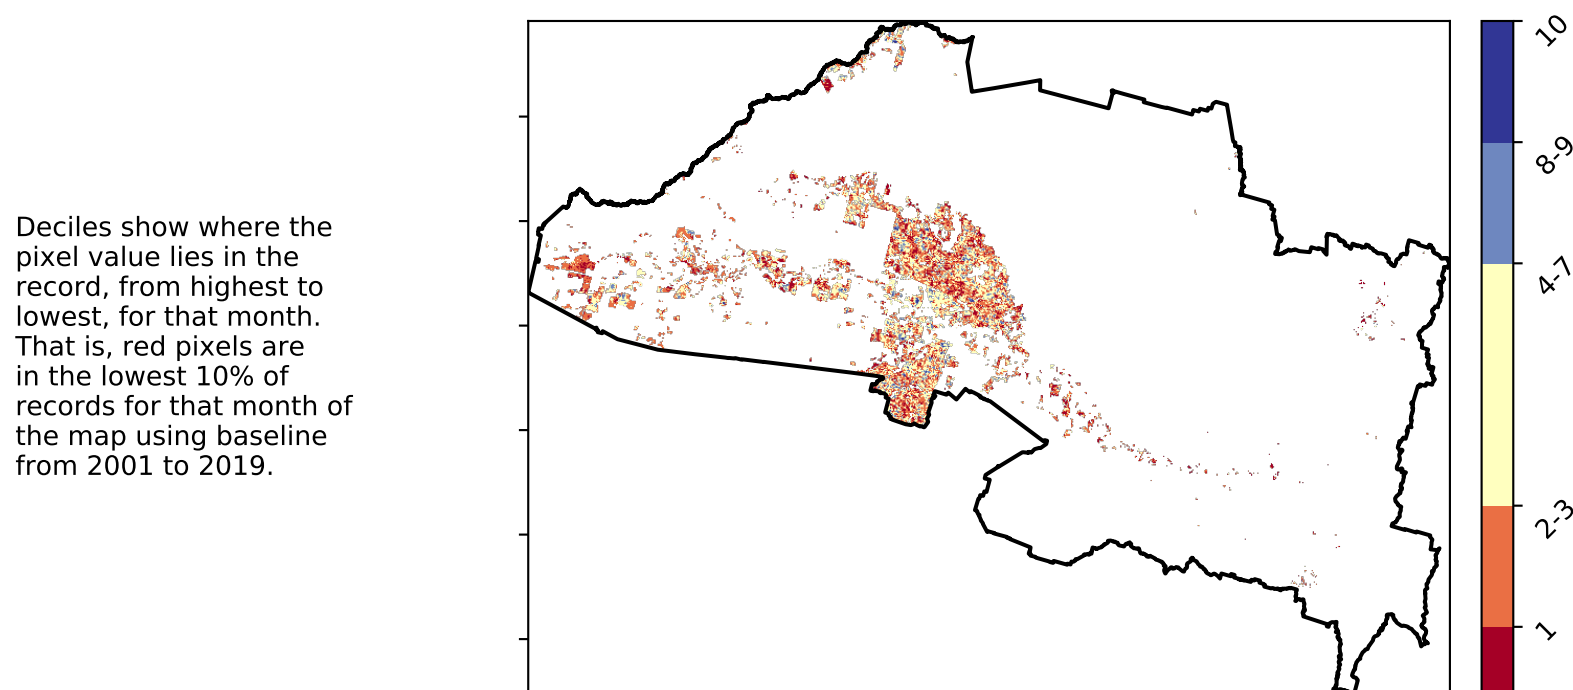 Deciles show where the
pixel value lies in the
record, from highest to
lowest, for that month.
That is, red pixels are
in the lowest 10% of
records for that month of
the map using baseline
from 2001 to 2019.
10
8-9
4-7
2-3
1